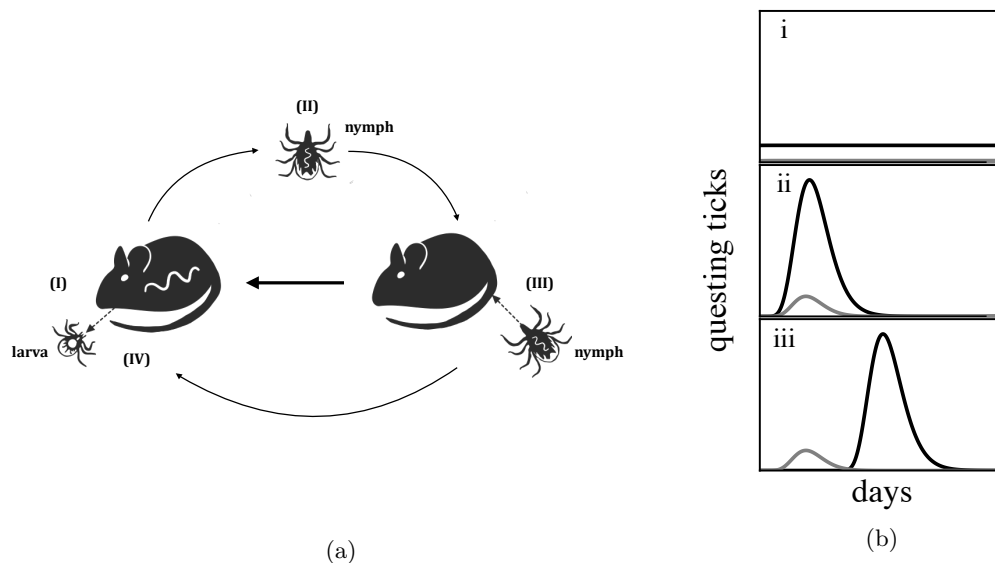 (II)
nymph
(I)
(III)
larva
(IV)
nymph
(a)
questing ticks
i
ii
iii
days
(b)